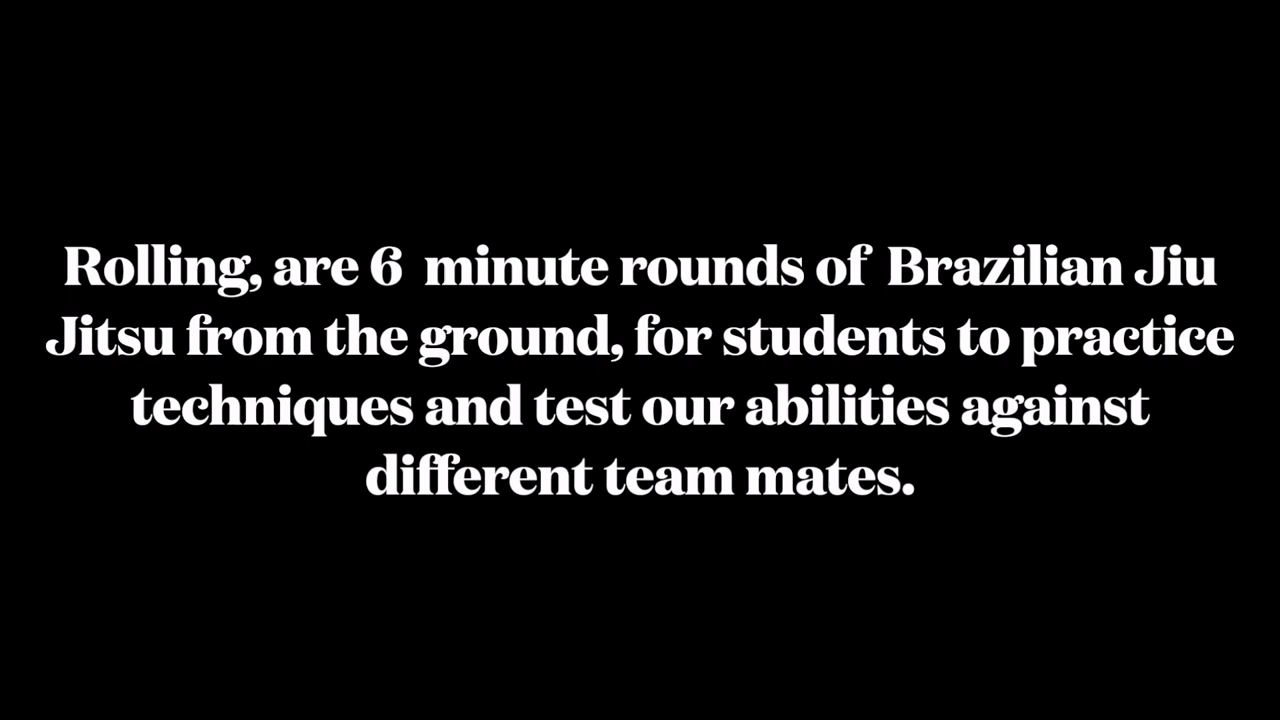 Rolling, are 6  minute rounds of  Brazilian Jiu
Jitsu from the ground, for students to practice
techniques and test our abilities against
different team mates.